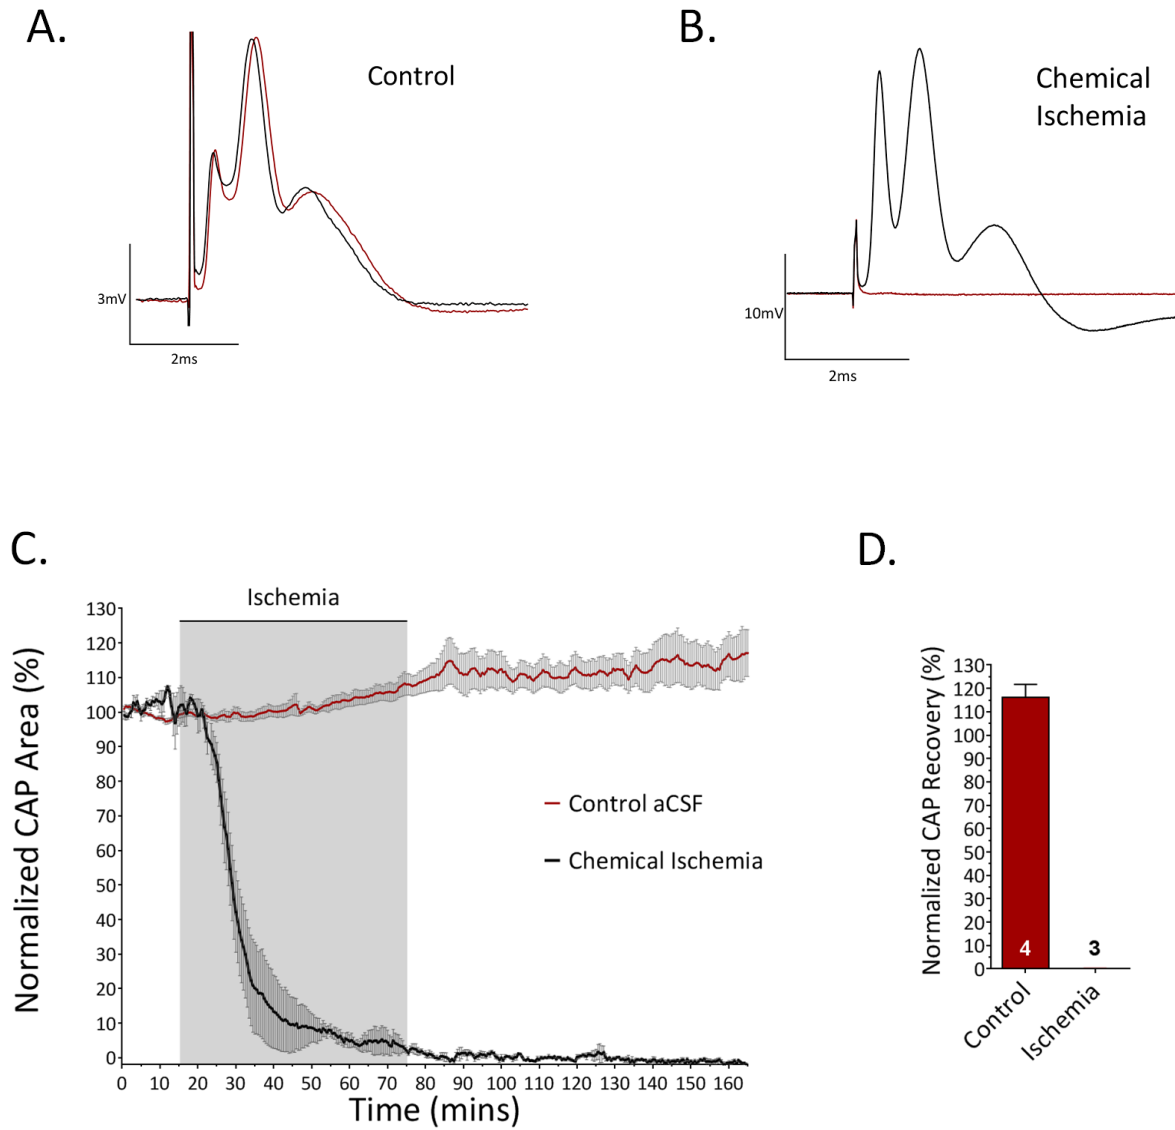 A.
Control
3mV
2ms
B.
Chemical
Ischemia
10mV
2ms
C.
Ischemia
Normalized CAP Area (%)
130
120
110
100
90
80
70
60
50
40
30
20
10
0
Control aCSF
Chemical Ischemia
0 10 20 30 40 50 60 70 80 90 100 110 120 130 140 150 160
Time (mins)
D.
Normalized CAP Recovery (%)
130
120
110
100
90
80
70
60
50
40
30
20
10
0
4 3
Control
Ischemia